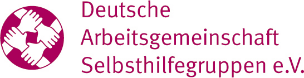 Deutsche
Arbeitsgemeinschaft
Selbsthilfegruppen e.V.